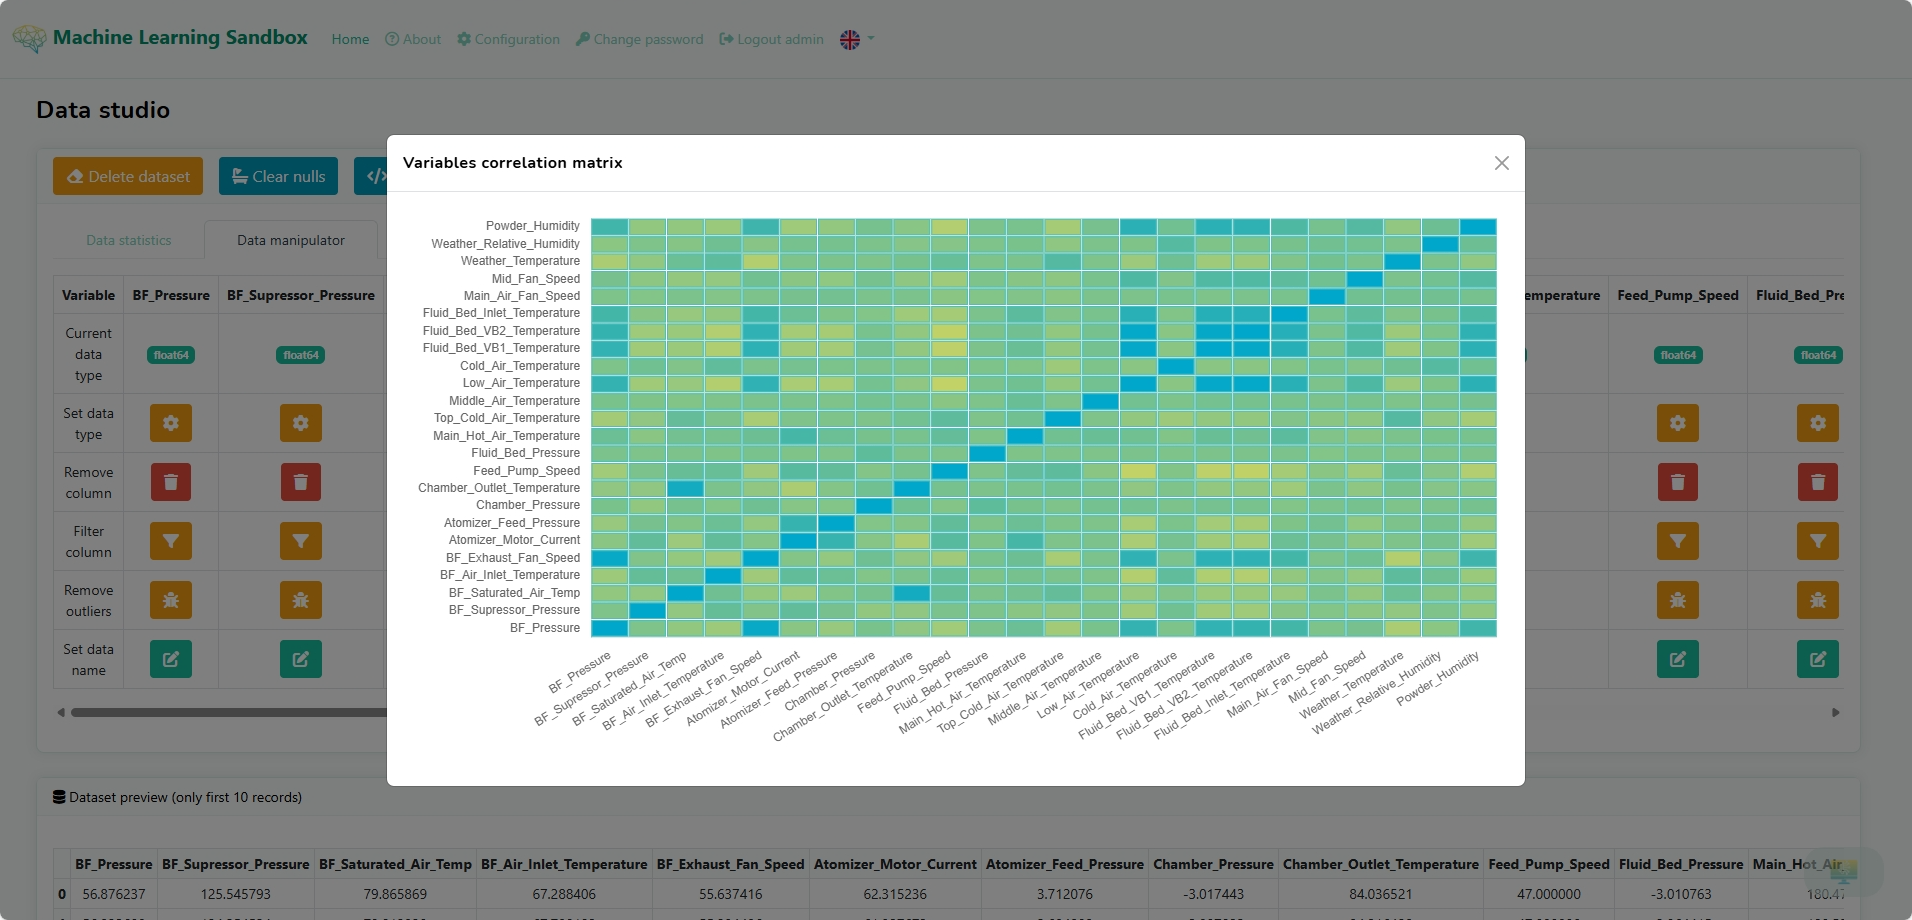 Machine Learning Sandbox Home About Configuration Change password Logout admin
Data studio
Delete dataset Clear nulls </>
Data statistics Data manipulator
Variable BF_Pressure BF_Supressor_Pressure emperature Feed_Pump_Speed Fluid_Bed_Pre
Current data type float64 float64 float64 float64
Set data type
Remove column
Filter column
Remove outliers
Set data name
Variables correlation matrix
Powder_Humidity
Weather_Relative_Humidity
Weather_Temperature
Mid_Fan_Speed
Main_Air_Fan_Speed
Fluid_Bed_Inlet_Temperature
Fluid_Bed_VB2_Temperature
Fluid_Bed_VB1_Temperature
Cold_Air_Temperature
Low_Air_Temperature
Middle_Air_Temperature
Top_Cold_Air_Temperature
Main_Hot_Air_Temperature
Fluid_Bed_Pressure
Feed_Pump_Speed
Chamber_Outlet_Temperature
Chamber_Pressure
Atomizer_Feed_Pressure
Atomizer_Motor_Current
BF_Exhaust_Fan_Speed
BF_Air_Inlet_Temperature
BF_Saturated_Air_Temp
BF_Supressor_Pressure
BF_Pressure
BF_Pressure
BF_Supressor_Pressure
BF_Saturated_Air_Temp
BF_Air_Inlet_Temperature
BF_Exhaust_Fan_Speed
Atomizer_Motor_Current
Atomizer_Feed_Pressure
Chamber_Pressure
Chamber_Outlet_Temperature
Feed_Pump_Speed
Fluid_Bed_Pressure
Main_Hot_Air_Temperature
Top_Cold_Air_Temperature
Middle_Air_Temperature
Low_Air_Temperature
Cold_Air_Temperature
Fluid_Bed_VB1_Temperature
Fluid_Bed_VB2_Temperature
Fluid_Bed_Inlet_Temperature
Main_Air_Fan_Speed
Mid_Fan_Speed
Weather_Temperature
Weather_Relative_Humidity
Powder_Humidity
Dataset preview (only first 10 records)
BF_Pressure BF_Supressor_Pressure BF_Saturated_Air_Temp BF_Air_Inlet_Temperature BF_Exhaust_Fan_Speed Atomizer_Motor_Current Atomizer_Feed_Pressure Chamber_Pressure Chamber_Outlet_Temperature Feed_Pump_Speed Fluid_Bed_Pressure Main_Hot_Air
0 56.876237 125.545793 79.865869 67.288406 55.637416 62.315236 3.712076 -3.017443 84.036521 47.000000 -3.010763 180.47